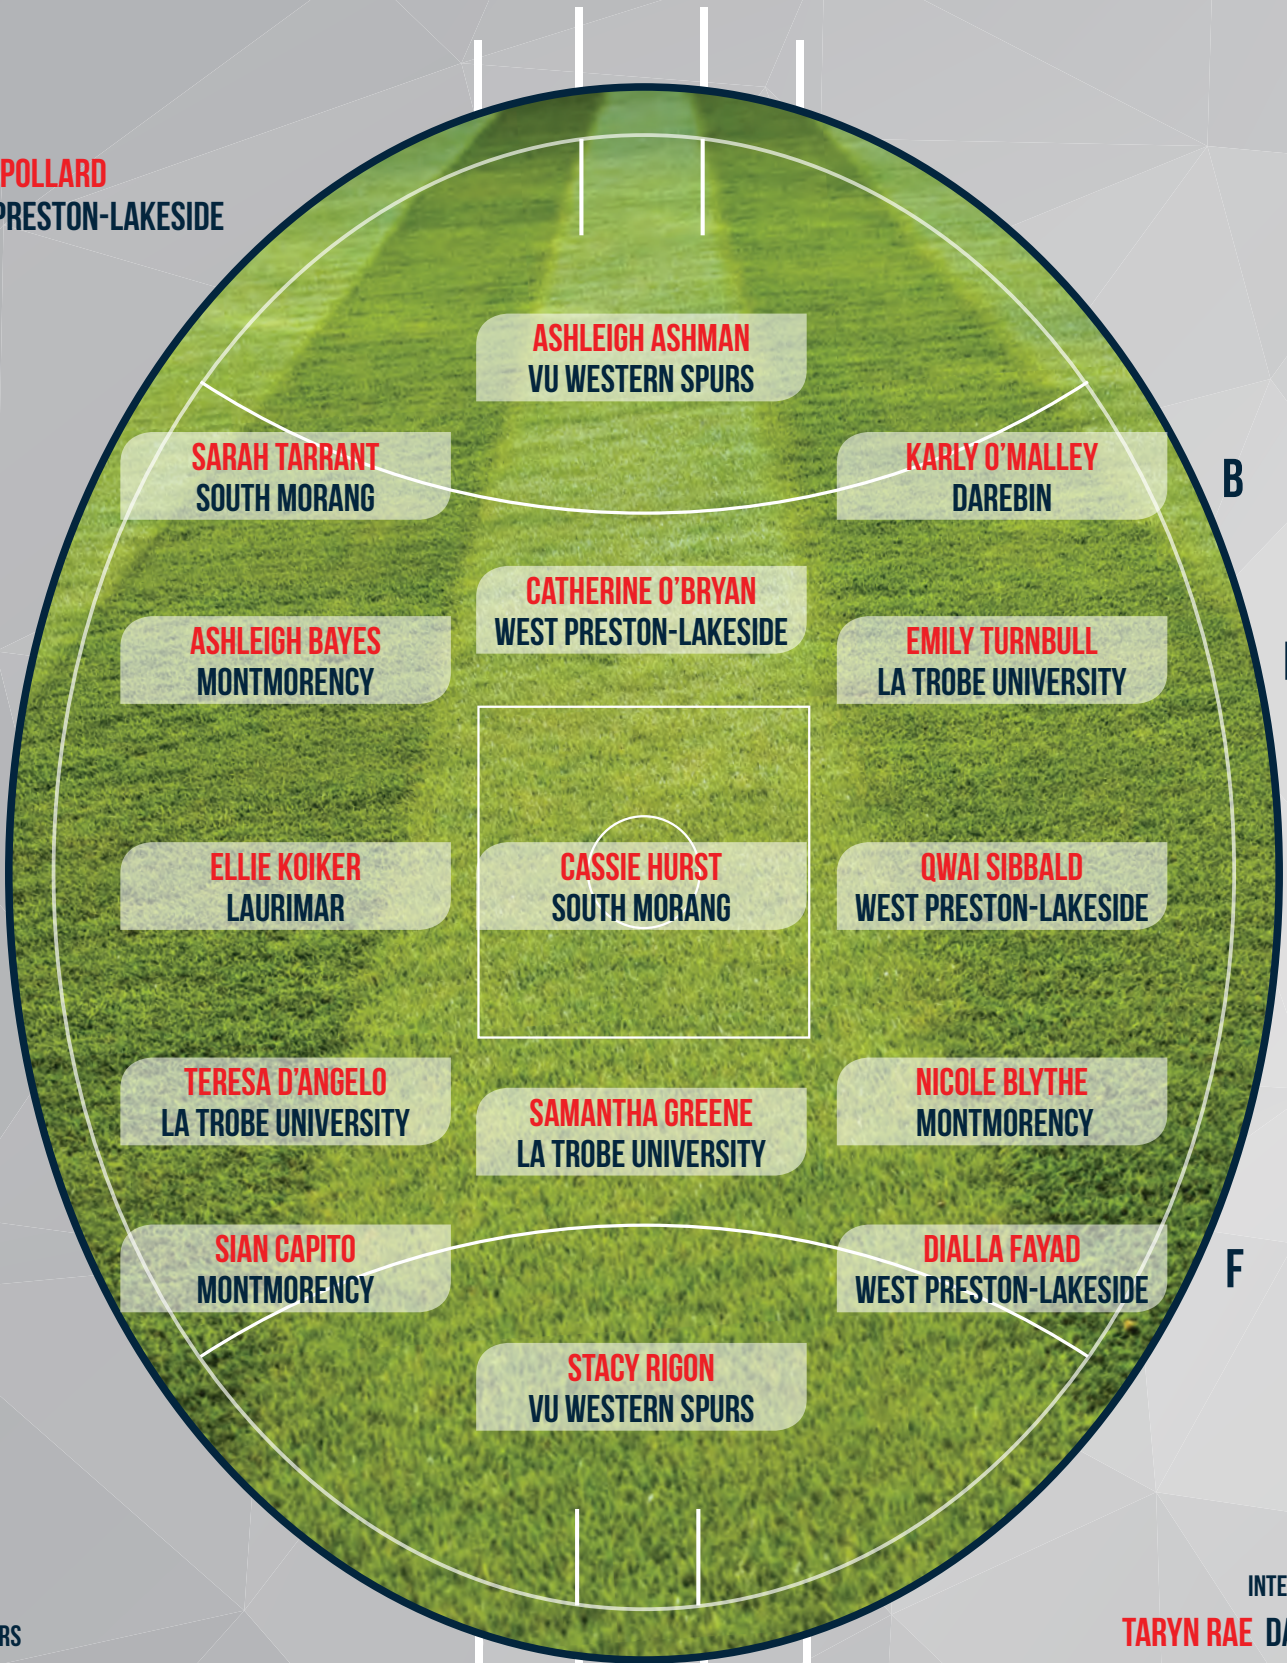 POLLARD
PRESTON-LAKESIDE
ASHLEIGH ASHMAN
VU WESTERN SPURS
SARAH TARRANT
SOUTH MORANG
KARLY O'MALLEY
DAREBIN
B
CATHERINE O'BRYAN
WEST PRESTON-LAKESIDE
ASHLEIGH BAYES
MONTMORENCY
EMILY TURNBULL
LA TROBE UNIVERSITY
ELLIE KOIKER
LAURIMAR
CASSIE HURST
SOUTH MORANG
QWAI SIBBALD
WEST PRESTON-LAKESIDE
TERESA D'ANGELO
LA TROBE UNIVERSITY
SAMANTHA GREENE
LA TROBE UNIVERSITY
NICOLE BLYTHE
MONTMORENCY
SIAN CAPITO
MONTMORENCY
DIALLA FAYAD
WEST PRESTON-LAKESIDE
F
STACY RIGON
VU WESTERN SPURS
TARYN RAE